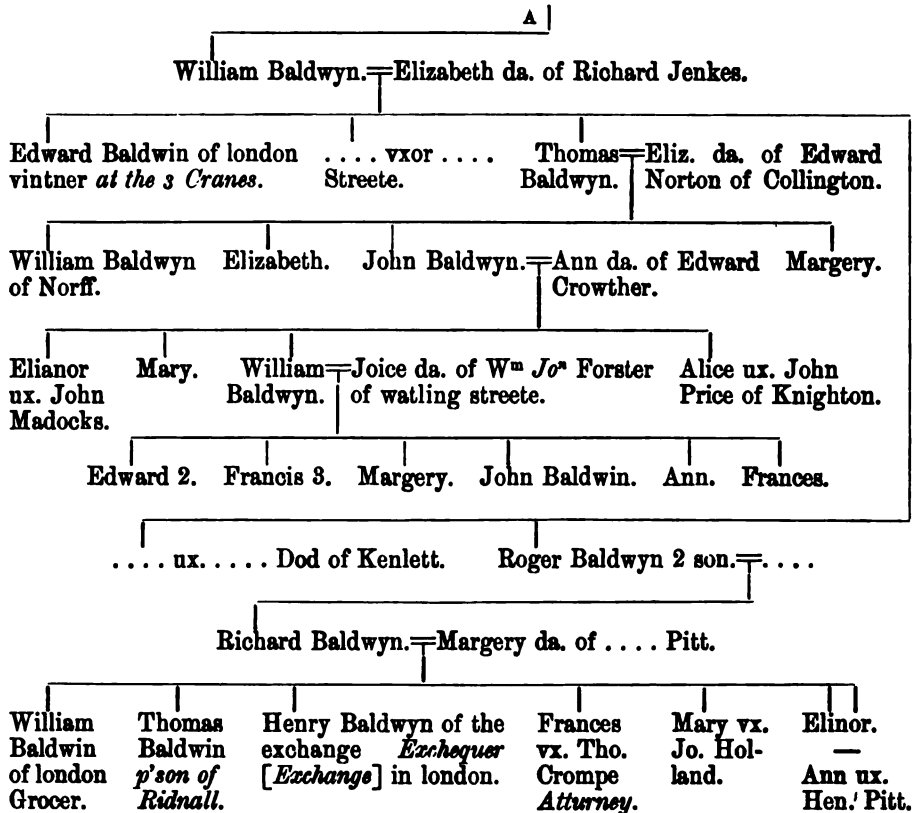 A
William Baldwyn.=Elizabeth da. of Richard Jenkes.
Edward Baldwin of london
vintner at the 3 Cranes.
.... vxor ....
Streete.
Thomas=Eliz. da. of Edward
Baldwyn. Norton of Collington.
William Baldwyn
of Norff.
Elizabeth.
John Baldwyn.=Ann da. of Edward
Crowther.
Margery.
Elianor
ux. John
Madocks.
Mary.
William=Joice da. of Wᵐ Joⁿ Forster
Baldwyn. of watling streete.
Alice ux. John
Price of Knighton.
Edward 2. Francis 3. Margery. John Baldwin. Ann. Frances.
.... ux..... Dod of Kenlett. Roger Baldwyn 2 son.=....
Richard Baldwyn.=Margery da. of .... Pitt.
William
Baldwin
of london
Grocer.
Thomas
Baldwin
p'son of
Ridnall.
Henry Baldwyn of the
exchange Exchequer
[Exchange] in london.
Frances
vx. Tho.
Crompe
Atturney.
Mary vx.
Jo. Hol-
land.
Elinor.
—
Ann ux.
Hen.' Pitt.